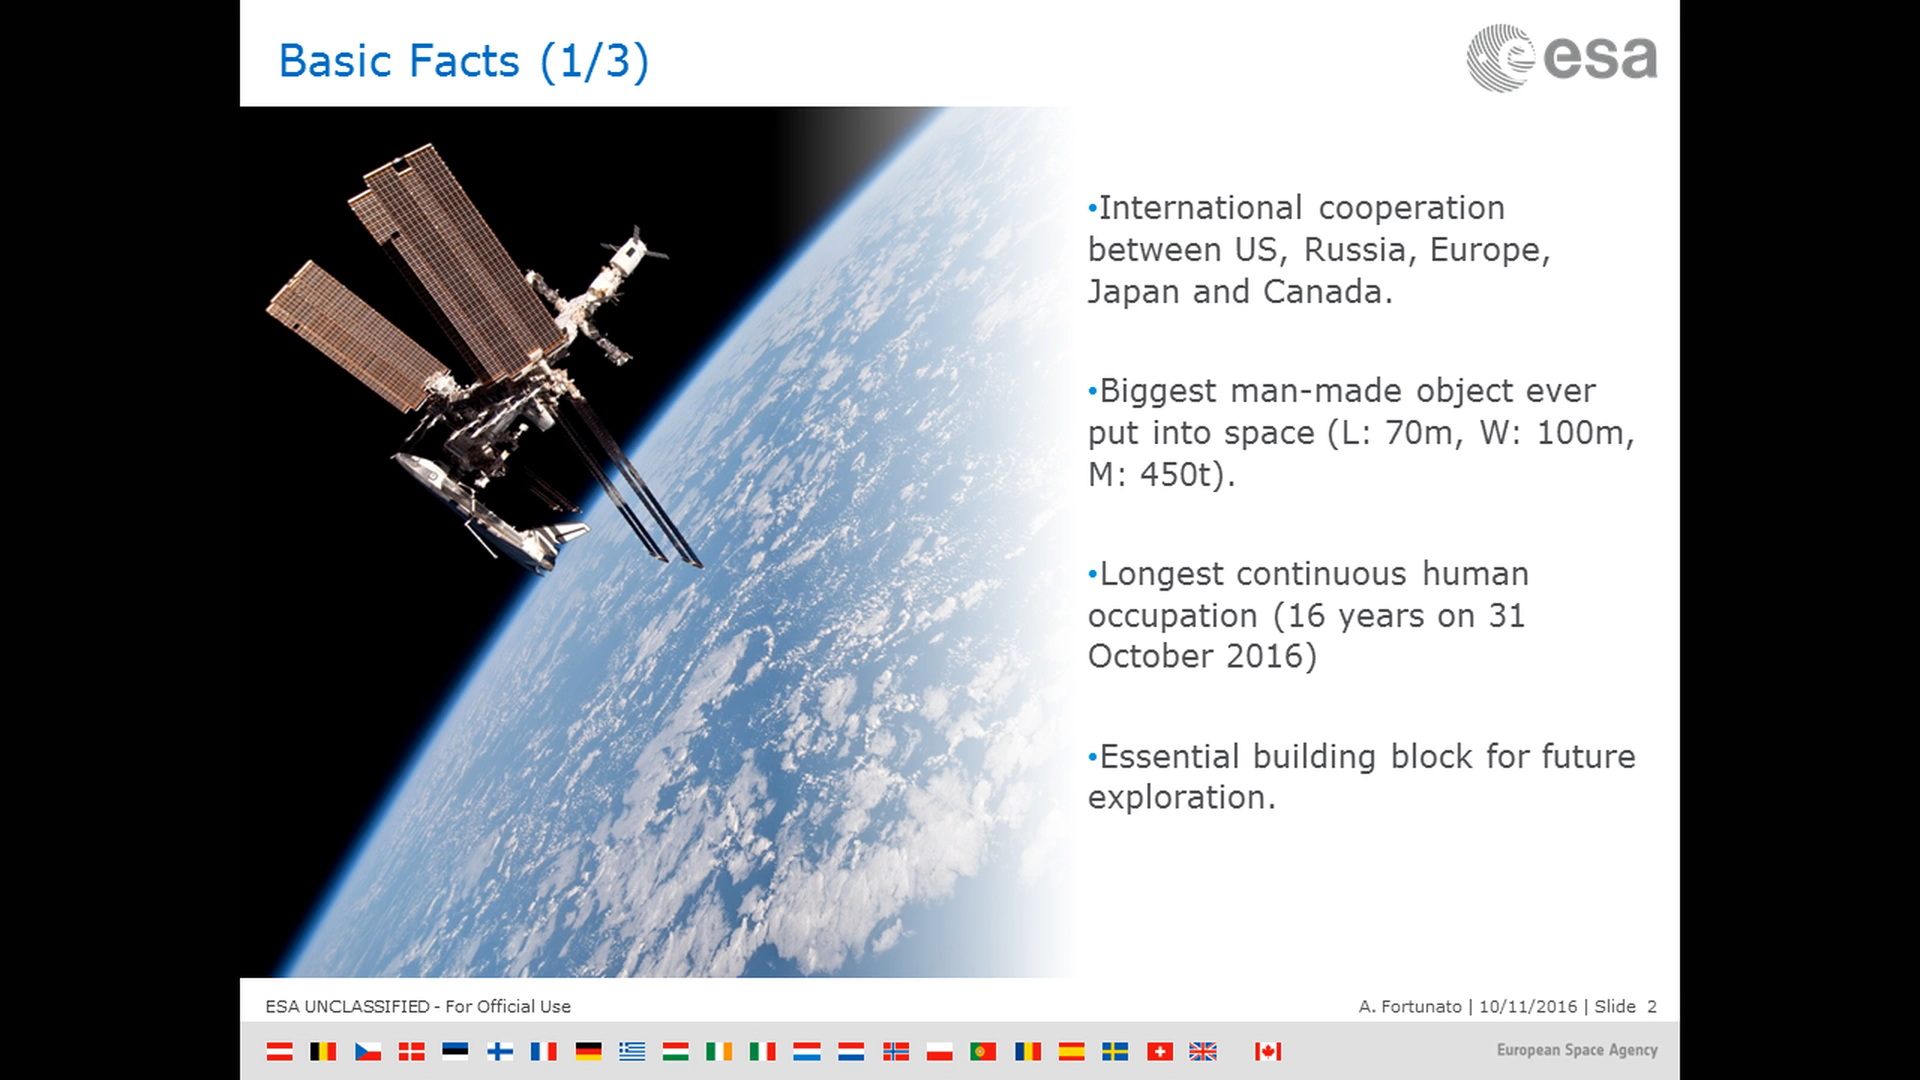 Basic Facts (1/3)
esa
•International cooperation
between US, Russia, Europe,
Japan and Canada.
•Biggest man-made object ever
put into space (L: 70m, W: 100m,
M: 450t).
•Longest continuous human
occupation (16 years on 31
October 2016)
•Essential building block for future
exploration.
ESA UNCLASSIFIED - For Official Use
A. Fortunato | 10/11/2016 | Slide 2
European Space Agency